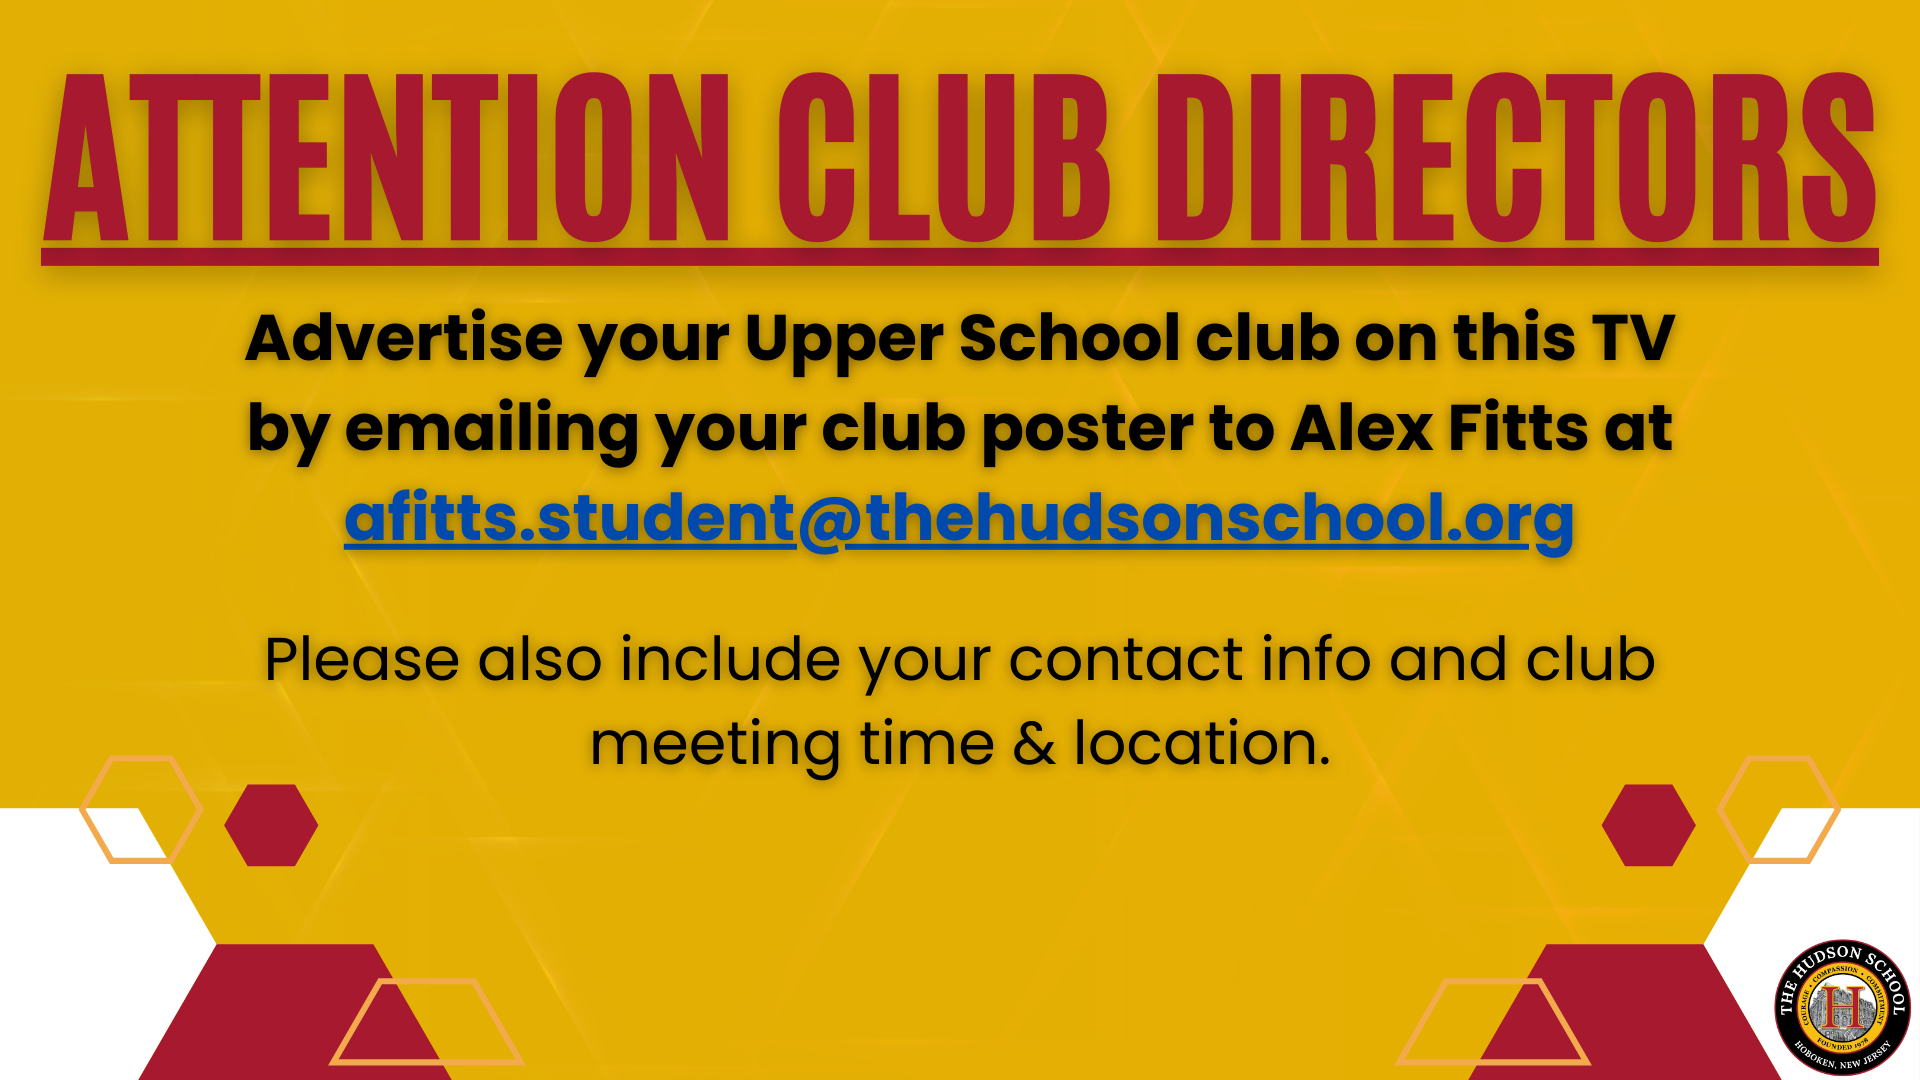 ATTENTION CLUB DIRECTORS
Advertise your Upper School club on this TV
by emailing your club poster to Alex Fitts at
afitts.student@thehudsonschool.org
Please also include your contact info and club
meeting time & location.
THE HUDSON SCHOOL
COURAGE • COMPASSION • COMMITMENT
H
FOUNDED 1978
HOBOKEN, NEW JERSEY